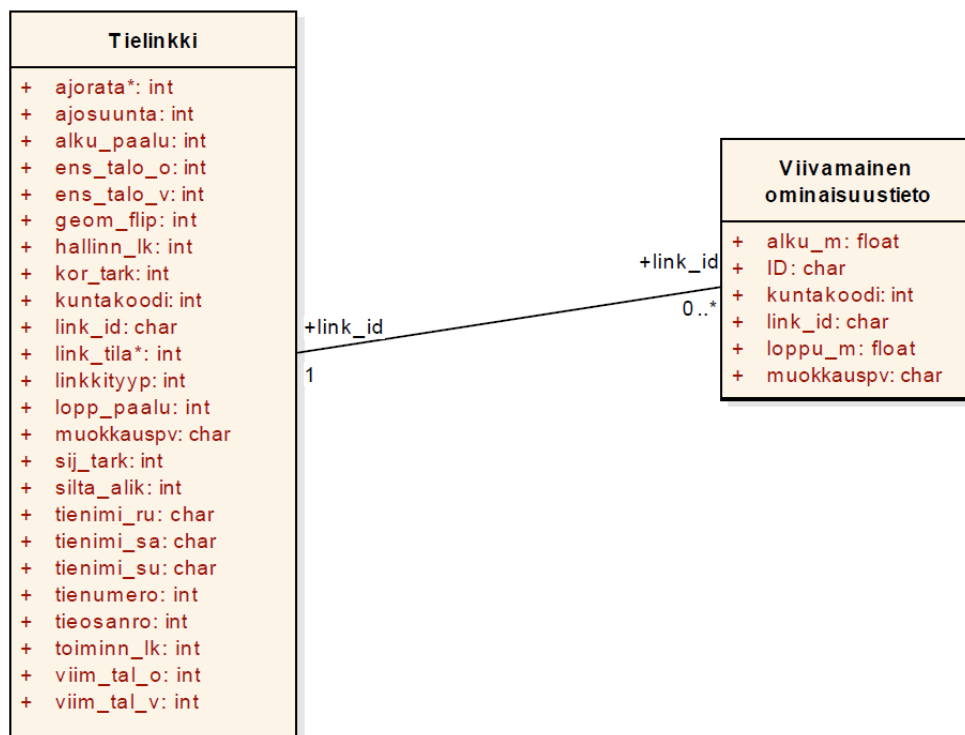 Tielinkki
+ ajorata*: int
+ ajosuunta: int
+ alku_paalu: int
+ ens_talo_o: int
+ ens_talo_v: int
+ geom_flip: int
+ hallinn_lk: int
+ kor_tark: int
+ kuntakoodi: int
+ link_id: char
+ link_tila*: int
+ linkkityyp: int
+ lopp_paalu: int
+ muokkauspv: char
+ sij_tark: int
+ silta_alik: int
+ tienimi_ru: char
+ tienimi_sa: char
+ tienimi_su: char
+ tienumero: int
+ tieosanro: int
+ toiminn_lk: int
+ viim_tal_o: int
+ viim_tal_v: int
+link_id
1
+link_id
0..*
Viivamainen
ominaisuustieto
+ alku_m: float
+ ID: char
+ kuntakoodi: int
+ link_id: char
+ loppu_m: float
+ muokkauspv: char